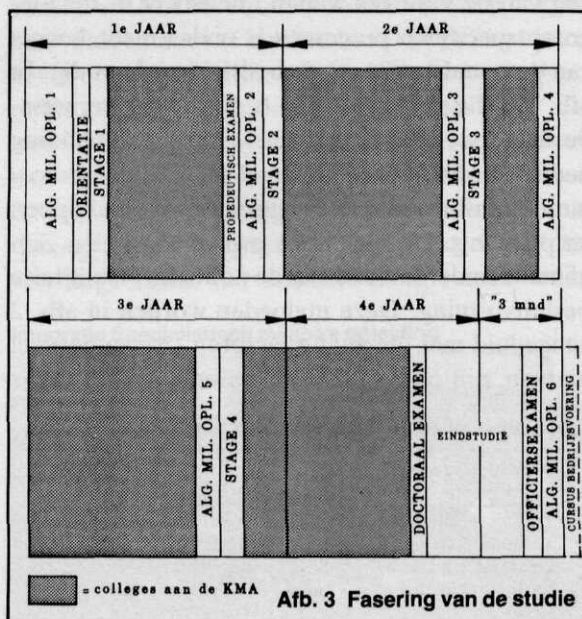 1e JAAR
2e JAAR
ALG. MIL. OPL. 1
ORIENTATIE
STAGE 1
PROPEDEUTISCH EXAMEN
ALG. MIL. OPL. 2
STAGE 2
ALG. MIL. OPL. 3
STAGE 3
ALG. MIL. OPL. 4
3e JAAR
4e JAAR
"3 mnd"
ALG. MIL. OPL. 5
STAGE 4
DOCTORAAL EXAMEN
EINDSTUDIE
OFFICIERSEXAMEN
ALG. MIL. OPL. 6
CURSUS BEDRIJFSVOERING
= colleges aan de KMA
Afb. 3 Fasering van de studie